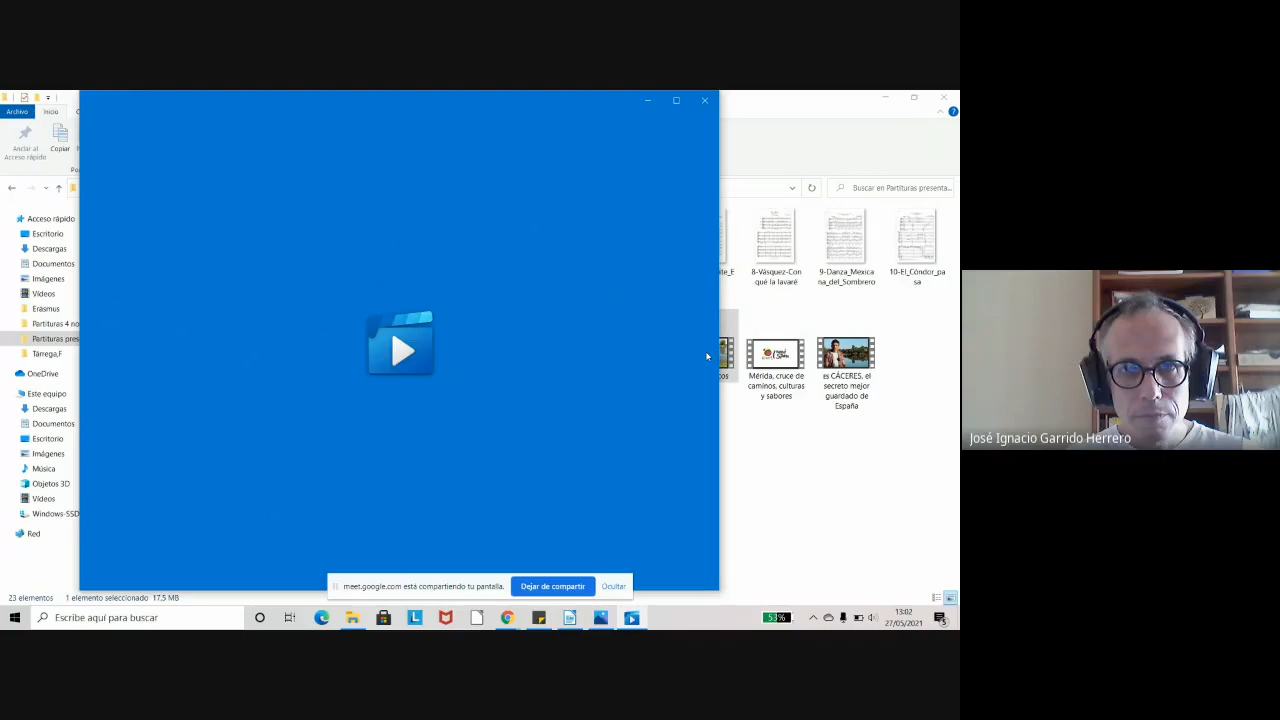 Archivo
Inicio
Anclar al
Acceso rápido
Copiar
Buscar en Partituras presenta...
Acceso rápido
Escritorio
Descargas
Documentos
Imágenes
Vídeos
Erasmus
Partituras 4 no
Partituras pres
Tárrega,F
OneDrive
Este equipo
Descargas
Documentos
Escritorio
Imágenes
Música
Objetos 3D
Vídeos
Windows-SSD
Red
8-Vásquez-Con
qué la lavaré
9-Danza_Mexica
na_del_Sombrero
10-El_Cóndor_pa
sa
Mérida, cruce de
caminos, culturas
y sabores
es CÁCERES, el
secreto mejor
guardado de
España
José Ignacio Garrido Herrero
meet.google.com está compartiendo tu pantalla.
Dejar de compartir
Ocultar
23 elementos
1 elemento seleccionado 17,5 MB
Escribe aquí para buscar
53%
13:02
27/05/2021